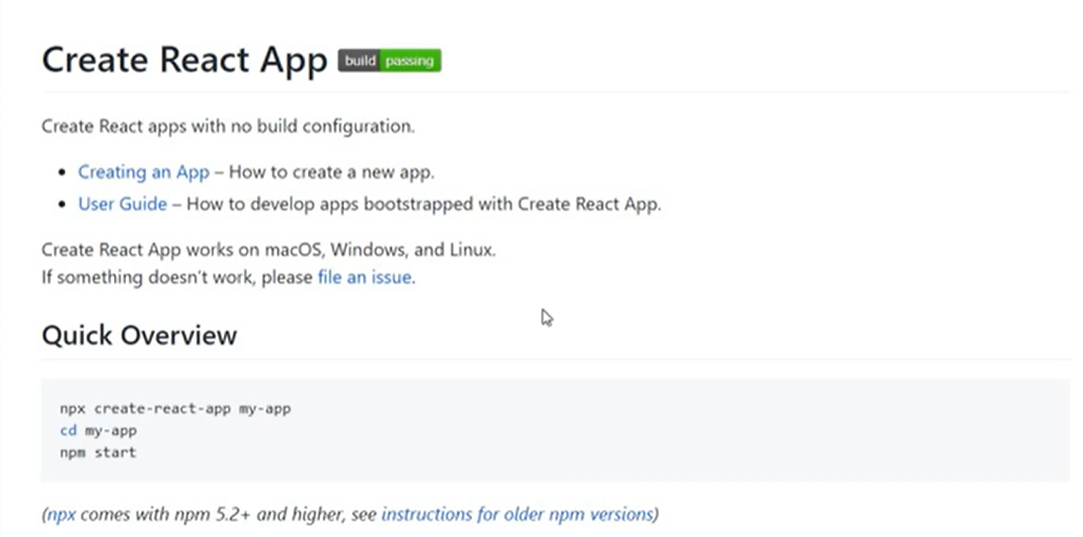 Create React App build passing
Create React apps with no build configuration.
• Creating an App – How to create a new app.
• User Guide – How to develop apps bootstrapped with Create React App.
Create React App works on macOS, Windows, and Linux.
If something doesn't work, please file an issue.
Quick Overview
npx create-react-app my-app
cd my-app
npm start
(npx comes with npm 5.2+ and higher, see instructions for older npm versions)